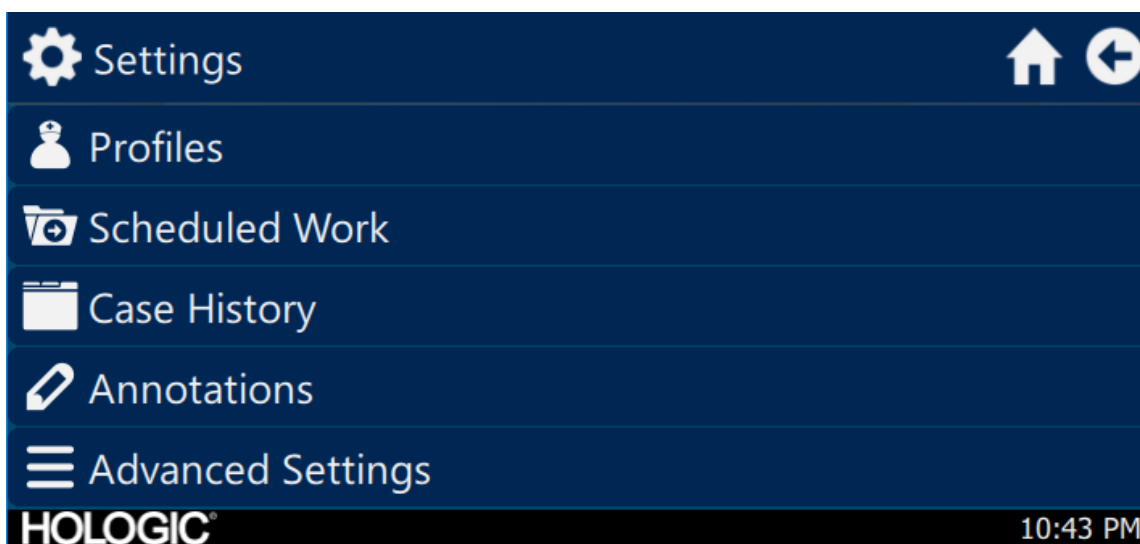 Settings
Profiles
Scheduled Work
Case History
Annotations
Advanced Settings
HOLOGIC® 10:43 PM